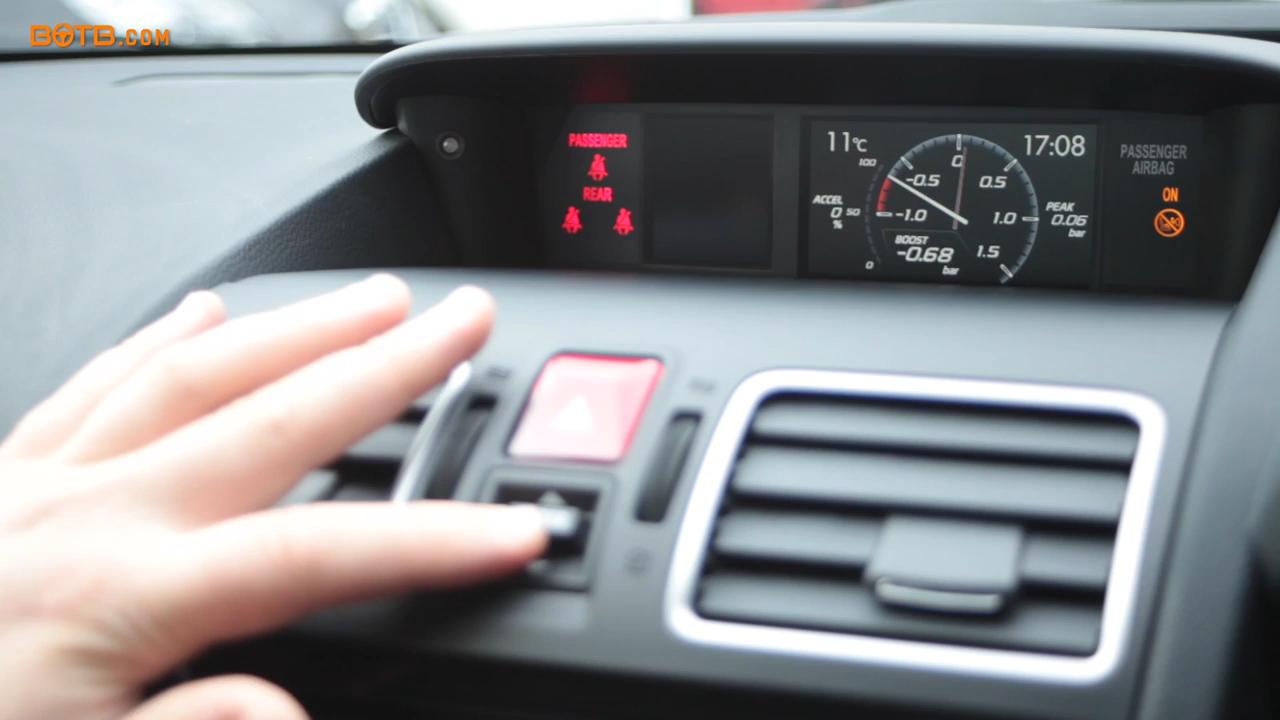 BOTB.COM
PASSENGER
REAR
11°C
17:08
100
50
0
ACCEL
0
%
-1.0
-0.5
0
0.5
1.0
1.5
BOOST
-0.68
bar
PEAK
0.06
bar
PASSENGER
AIRBAG
ON